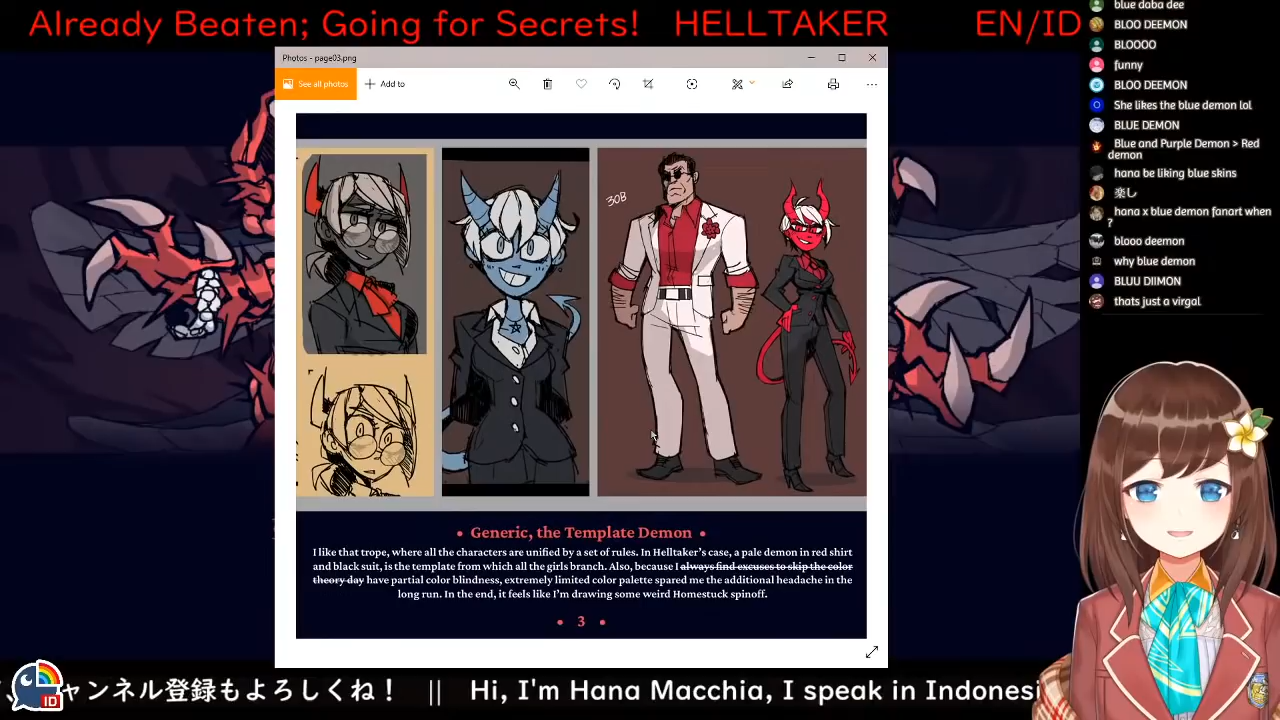 Already Beaten; Going for Secrets! HELLTAKER EN/ID
Photos - page03.png
See all photos
Add to
30B
• Generic, the Template Demon •
I like that trope, where all the characters are unified by a set of rules. In Helltaker's case, a pale demon in red shirt
and black suit, is the template from which all the girls branch. Also, because I always find excuses to skip the color
theory day have partial color blindness, extremely limited color palette spared me the additional headache in the
long run. In the end, it feels like I'm drawing some weird Homestuck spinoff.
• 3 •
blue daba dee
BLOO DEEMON
BLOOOO
funny
BLOO DEEMON
She likes the blue demon lol
BLUE DEMON
Blue and Purple Demon > Red
demon
hana be liking blue skins
楽し
hana x blue demon fanart when
?
blooo deemon
why blue demon
BLUU DIIMON
thats just a virgal
ャンネル登録もよろしくね！ || Hi, I'm Hana Macchia, I speak in Indonesi
ID